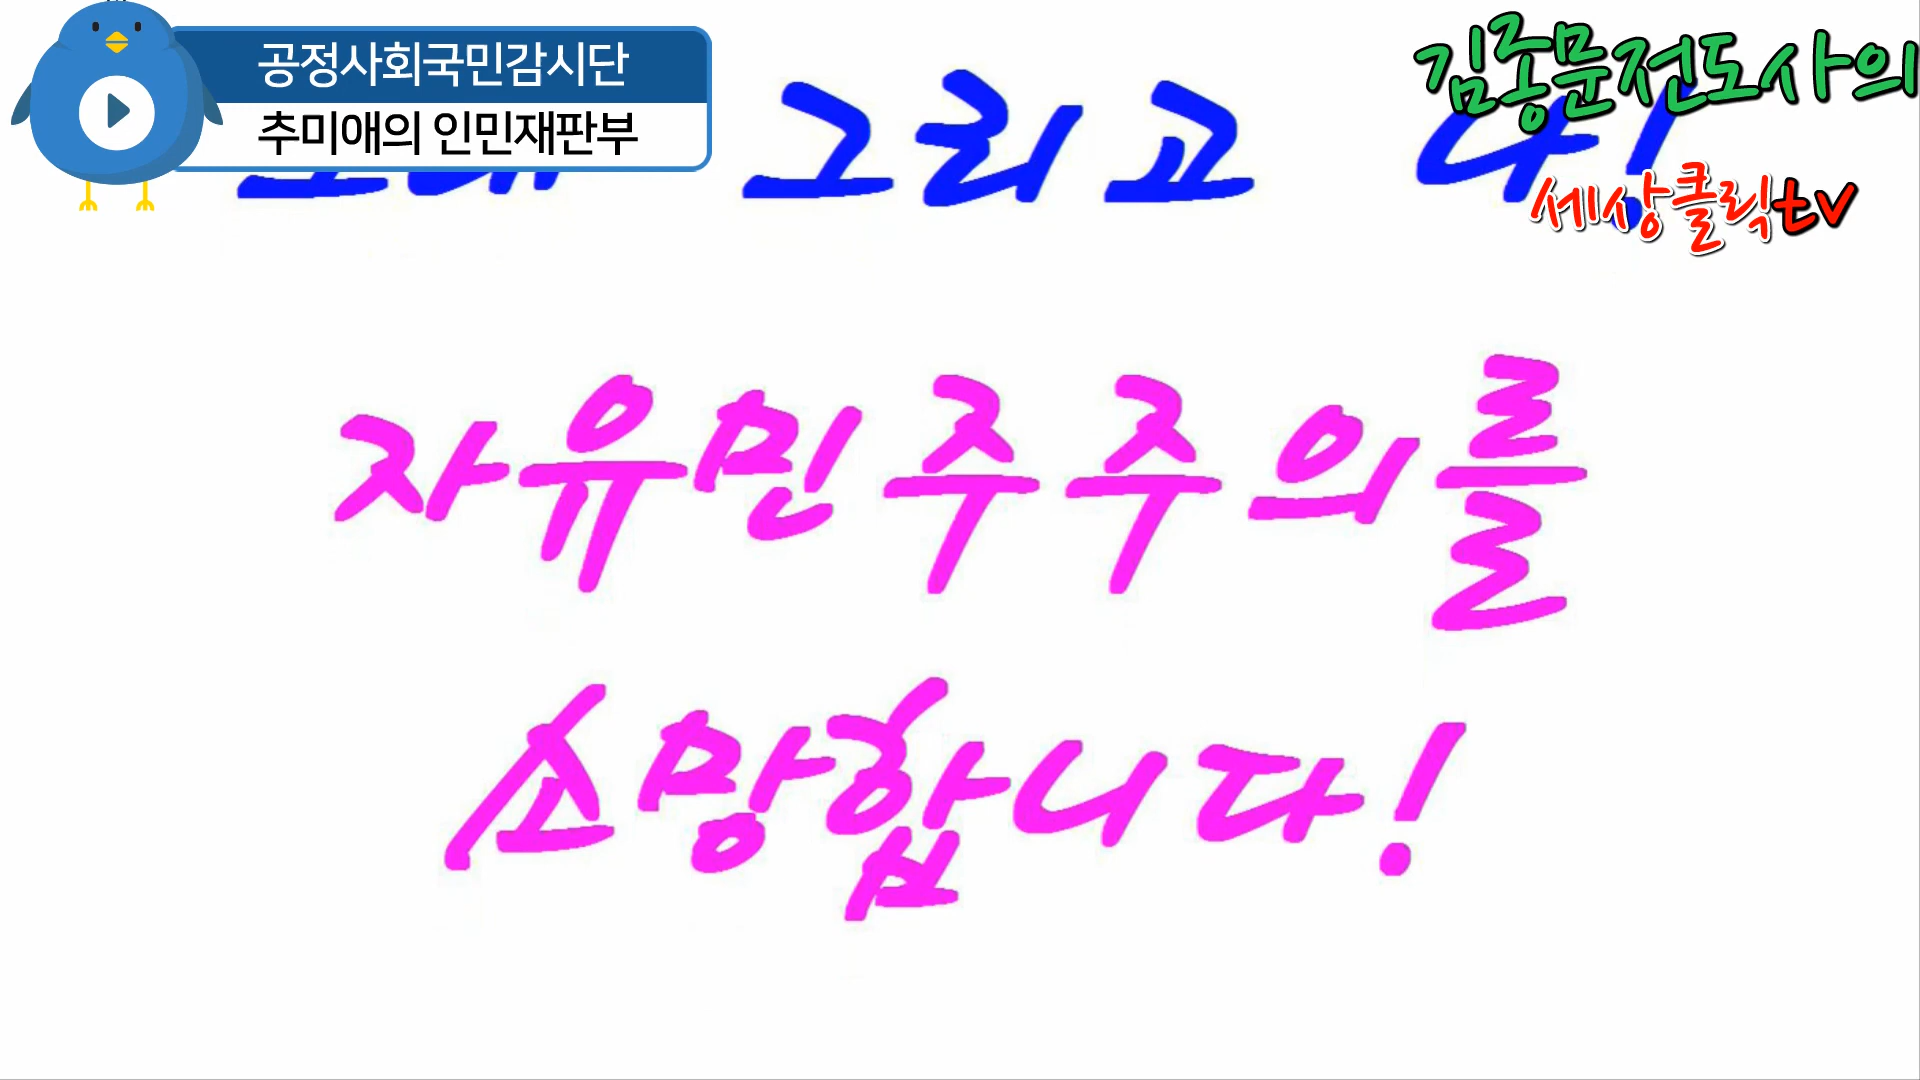 공정사회국민감시단
추미애의 인민재판부
김종문전도사의
세상클릭tv
그리고
자유민주주의를
소망합니다!